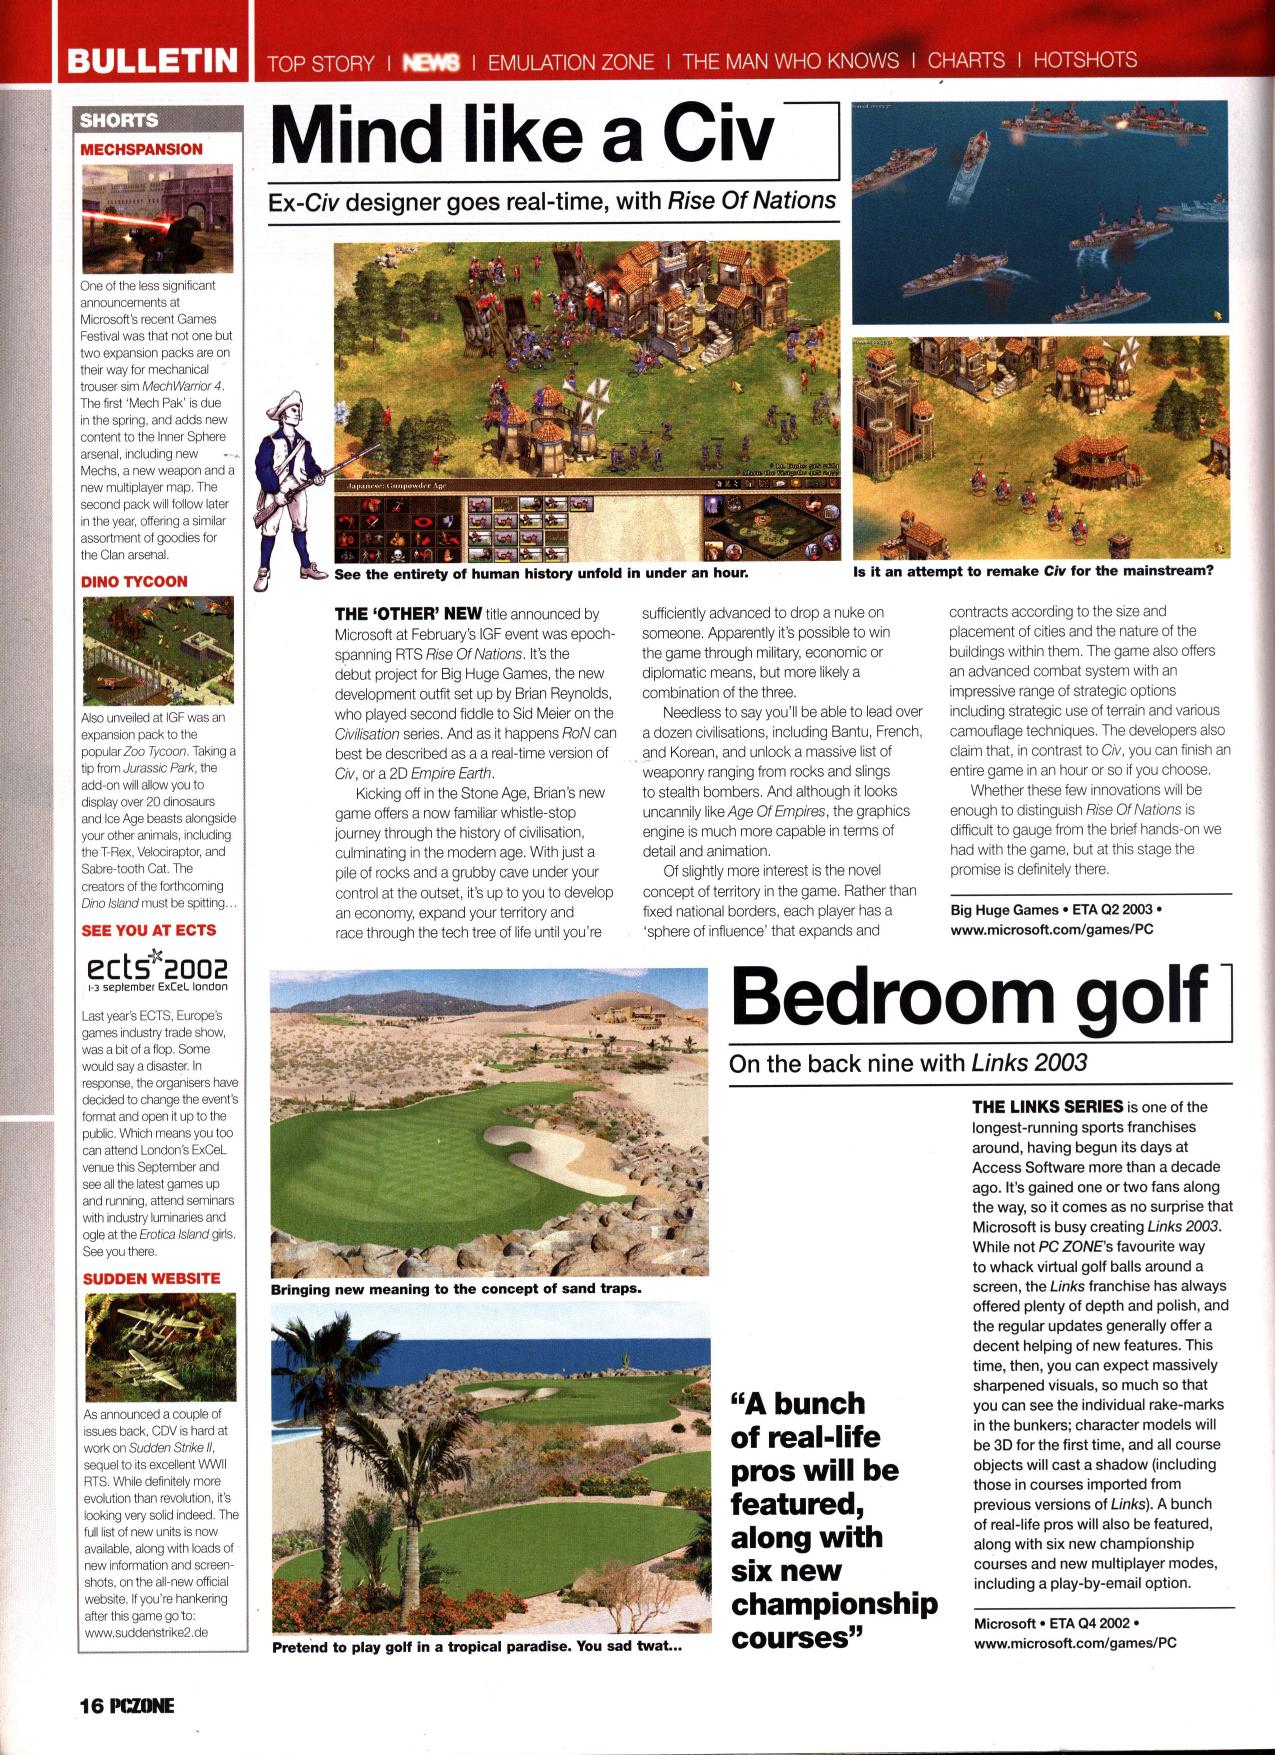 BULLETIN
TOP STORY | NEWS | EMULATION ZONE | THE MAN WHO KNOWS | CHARTS | HOTSHOTS
SHORTS
MECHSPANSION
One of the less significant
announcements at
Microsoft's recent Games
Festival was that not one but
two expansion packs are on
their way for mechanical
trouser sim MechWarrior 4.
The first 'Mech Pak' is due
in the spring, and adds new
content to the Inner Sphere
arsenal, including new
Mechs, a new weapon and a
new multiplayer map. The
second pack will follow later
in the year, offering a similar
assortment of goodies for
the Clan arsenal.
DINO TYCOON
Also unveiled at IGF was an
expansion pack to the
popular Zoo Tycoon. Taking a
tip from Jurassic Park, the
add-on will allow you to
display over 20 dinosaurs
and Ice Age beasts alongside
your other animals, including
the T-Rex, Velociraptor, and
Sabre-tooth Cat. The
creators of the forthcoming
Dino Island must be spitting...
SEE YOU AT ECTS
ects 2002
1-3 september ExCeL london
Last year's ECTS, Europe's
games industry trade show,
was a bit of a flop. Some
would say a disaster. In
response, the organisers have
decided to change the event's
format and open it up to the
public. Which means you too
can attend London's ExCeL
venue this September and
see all the latest games up
and running, attend seminars
with industry luminaries and
ogle at the Erotica Island girls.
See you there.
SUDDEN WEBSITE
As announced a couple of
issues back, CDV is hard at
work on Sudden Strike II,
sequel to its excellent WWII
RTS. While definitely more
evolution than revolution, it's
looking very solid indeed. The
full list of new units is now
available, along with loads of
new information and screen-
shots, on the all-new official
website. If you're hankering
after this game go to:
www.suddenstrike2.de
Mind like a Civ
Ex-Civ designer goes real-time, with Rise Of Nations
Japanese: Gunpowder Age
See the entirety of human history unfold in under an hour.
Is it an attempt to remake Civ for the mainstream?
THE 'OTHER' NEW title announced by
Microsoft at February's IGF event was epoch-
spanning RTS Rise Of Nations. It's the
debut project for Big Huge Games, the new
development outfit set up by Brian Reynolds,
who played second fiddle to Sid Meier on the
Civilisation series. And as it happens RoN can
best be described as a a real-time version of
Civ, or a 2D Empire Earth.
Kicking off in the Stone Age, Brian's new
game offers a now familiar whistle-stop
journey through the history of civilisation,
culminating in the modern age. With just a
pile of rocks and a grubby cave under your
control at the outset, it's up to you to develop
an economy, expand your territory and
race through the tech tree of life until you're
sufficiently advanced to drop a nuke on
someone. Apparently it's possible to win
the game through military, economic or
diplomatic means, but more likely a
combination of the three.
Needless to say you'll be able to lead over
a dozen civilisations, including Bantu, French,
and Korean, and unlock a massive list of
weaponry ranging from rocks and slings
to stealth bombers. And although it looks
uncannily like Age Of Empires, the graphics
engine is much more capable in terms of
detail and animation.
Of slightly more interest is the novel
concept of territory in the game. Rather than
fixed national borders, each player has a
'sphere of influence' that expands and
contracts according to the size and
placement of cities and the nature of the
buildings within them. The game also offers
an advanced combat system with an
impressive range of strategic options
including strategic use of terrain and various
camouflage techniques. The developers also
claim that, in contrast to Civ, you can finish an
entire game in an hour or so if you choose.
Whether these few innovations will be
enough to distinguish Rise Of Nations is
difficult to gauge from the brief hands-on we
had with the game, but at this stage the
promise is definitely there.
Big Huge Games • ETA Q2 2003 •
www.microsoft.com/games/PC
Bedroom golf
On the back nine with Links 2003
Bringing new meaning to the concept of sand traps.
Pretend to play golf in a tropical paradise. You sad twat...
"A bunch
of real-life
pros will be
featured,
along with
six new
championship
courses"
THE LINKS SERIES is one of the
longest-running sports franchises
around, having begun its days at
Access Software more than a decade
ago. It's gained one or two fans along
the way, so it comes as no surprise that
Microsoft is busy creating Links 2003.
While not PC ZONE's favourite way
to whack virtual golf balls around a
screen, the Links franchise has always
offered plenty of depth and polish, and
the regular updates generally offer a
decent helping of new features. This
time, then, you can expect massively
sharpened visuals, so much so that
you can see the individual rake-marks
in the bunkers; character models will
be 3D for the first time, and all course
objects will cast a shadow (including
those in courses imported from
previous versions of Links). A bunch
of real-life pros will also be featured,
along with six new championship
courses and new multiplayer modes,
including a play-by-email option.
Microsoft • ETA Q4 2002 •
www.microsoft.com/games/PC
16 PCZONE